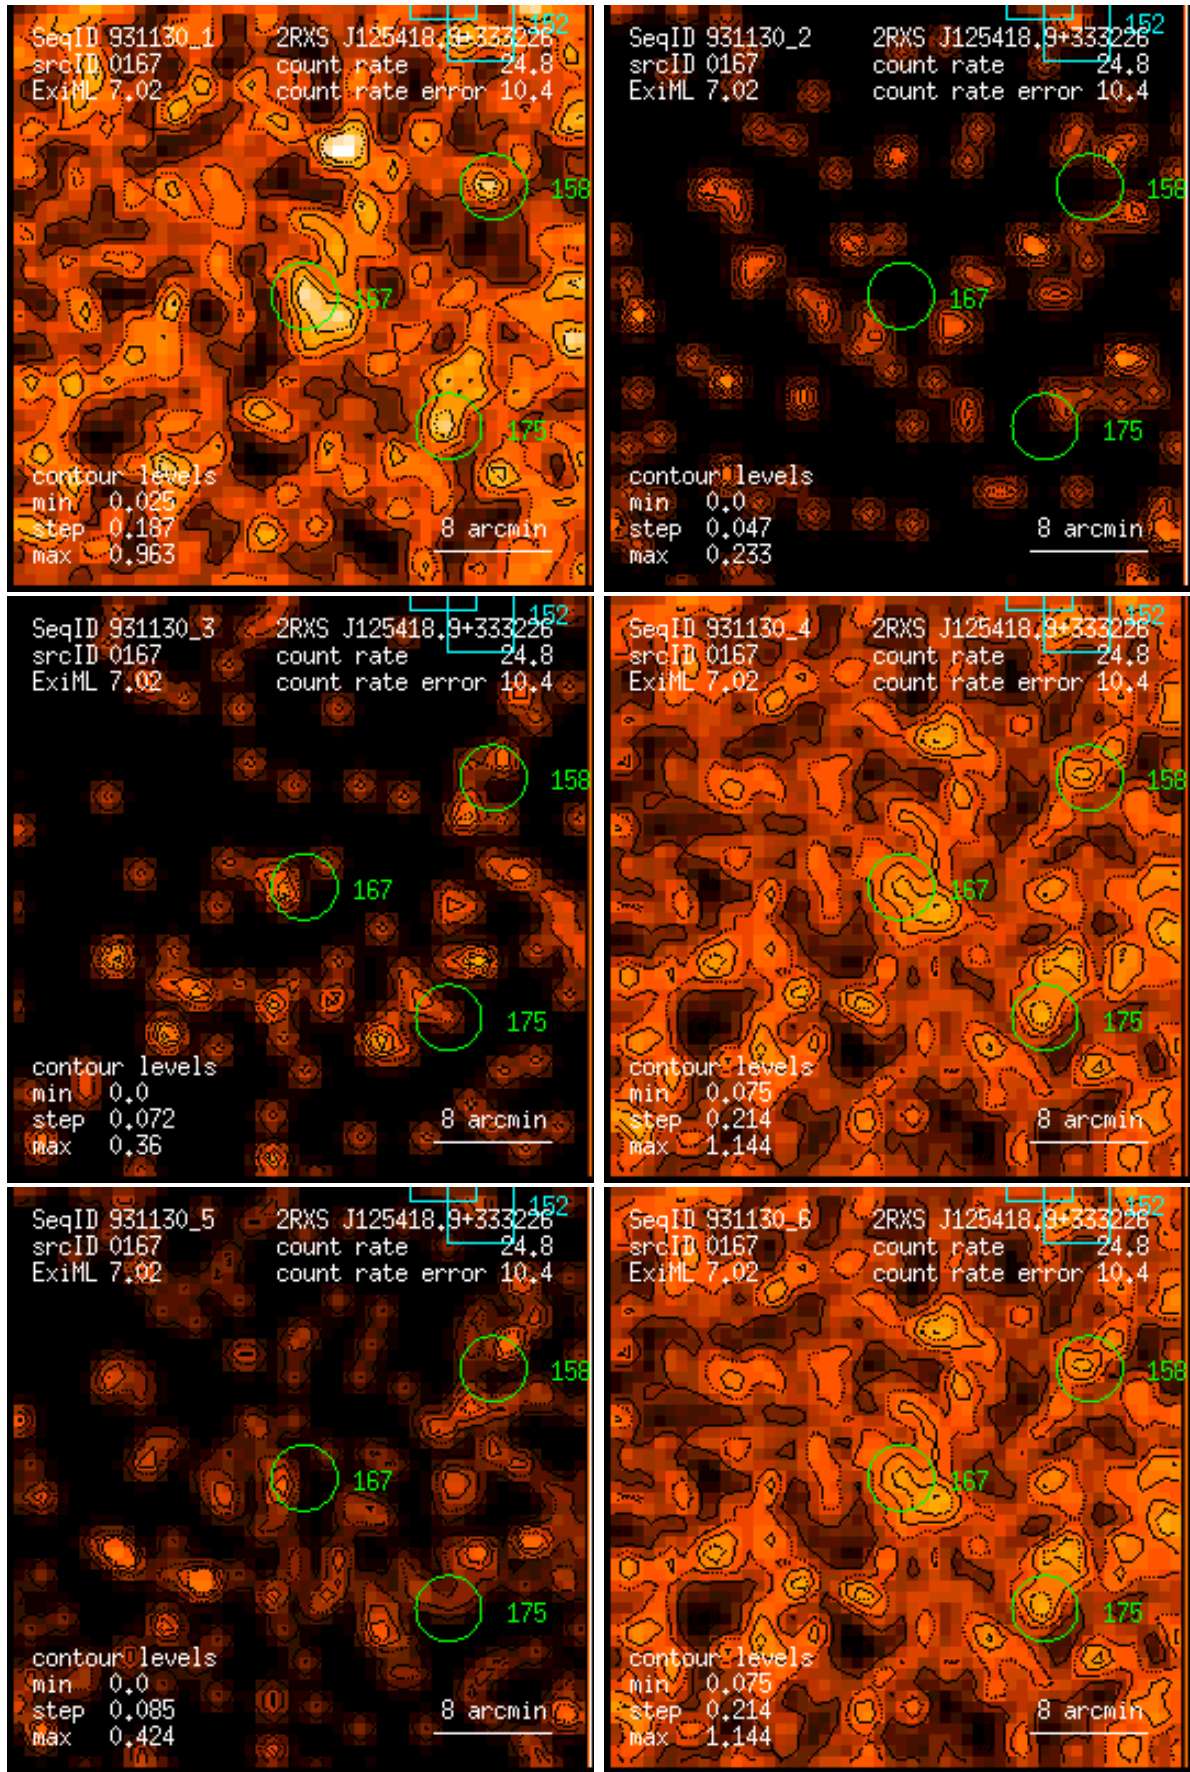 152
SeqID 931130_1 2RXS J125418.9+333226
srcID 0167 count rate 24.8
ExiML 7.02 count rate error 10.4
158
167
175
contour levels
min 0.025
step 0.187 8 arcmin
max 0.963
152
SeqID 931130_2 2RXS J125418.9+333226
srcID 0167 count rate 24.8
ExiML 7.02 count rate error 10.4
158
167
175
contour levels
min 0.0
step 0.047 8 arcmin
max 0.233
152
SeqID 931130_3 2RXS J125418.9+333226
srcID 0167 count rate 24.8
ExiML 7.02 count rate error 10.4
158
167
175
contour levels
min 0.0
step 0.072 8 arcmin
max 0.36
152
SeqID 931130_4 2RXS J125418.9+333226
srcID 0167 count rate 24.8
ExiML 7.02 count rate error 10.4
158
167
175
contour levels
min 0.075
step 0.214 8 arcmin
max 1.144
152
SeqID 931130_5 2RXS J125418.9+333226
srcID 0167 count rate 24.8
ExiML 7.02 count rate error 10.4
158
167
175
contour levels
min 0.0
step 0.085 8 arcmin
max 0.424
152
SeqID 931130_6 2RXS J125418.9+333226
srcID 0167 count rate 24.8
ExiML 7.02 count rate error 10.4
158
167
175
contour levels
min 0.075
step 0.214 8 arcmin
max 1.144